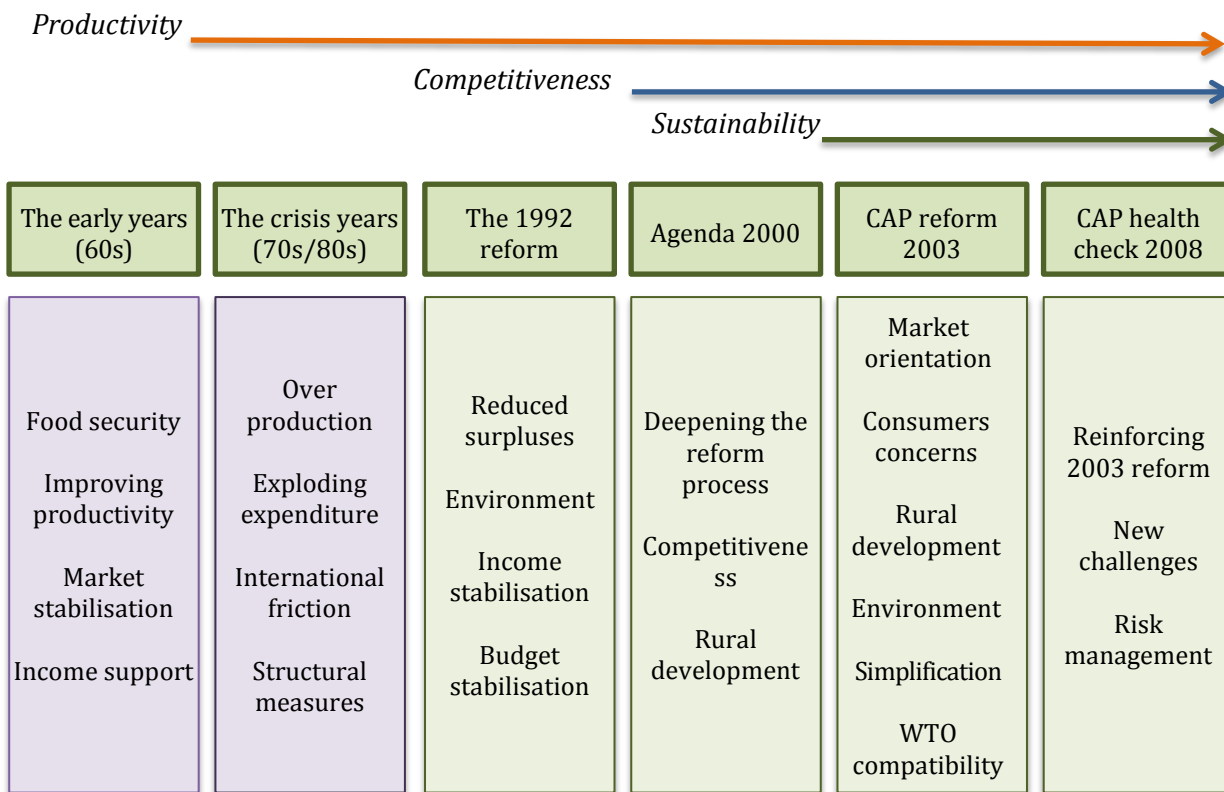 Productivity
Competitiveness
Sustainability
The early years
(60s)
The crisis years
(70s/80s)
The 1992
reform
Agenda 2000
CAP reform
2003
CAP health
check 2008
Food security
Improving
productivity
Market
stabilisation
Income support
Over
production
Exploding
expenditure
International
friction
Structural
measures
Reduced
surpluses
Environment
Income
stabilisation
Budget
stabilisation
Deepening the
reform
process
Competitivene
ss
Rural
development
Market
orientation
Consumers
concerns
Rural
development
Environment
Simplification
WTO
compatibility
Reinforcing
2003 reform
New
challenges
Risk
management